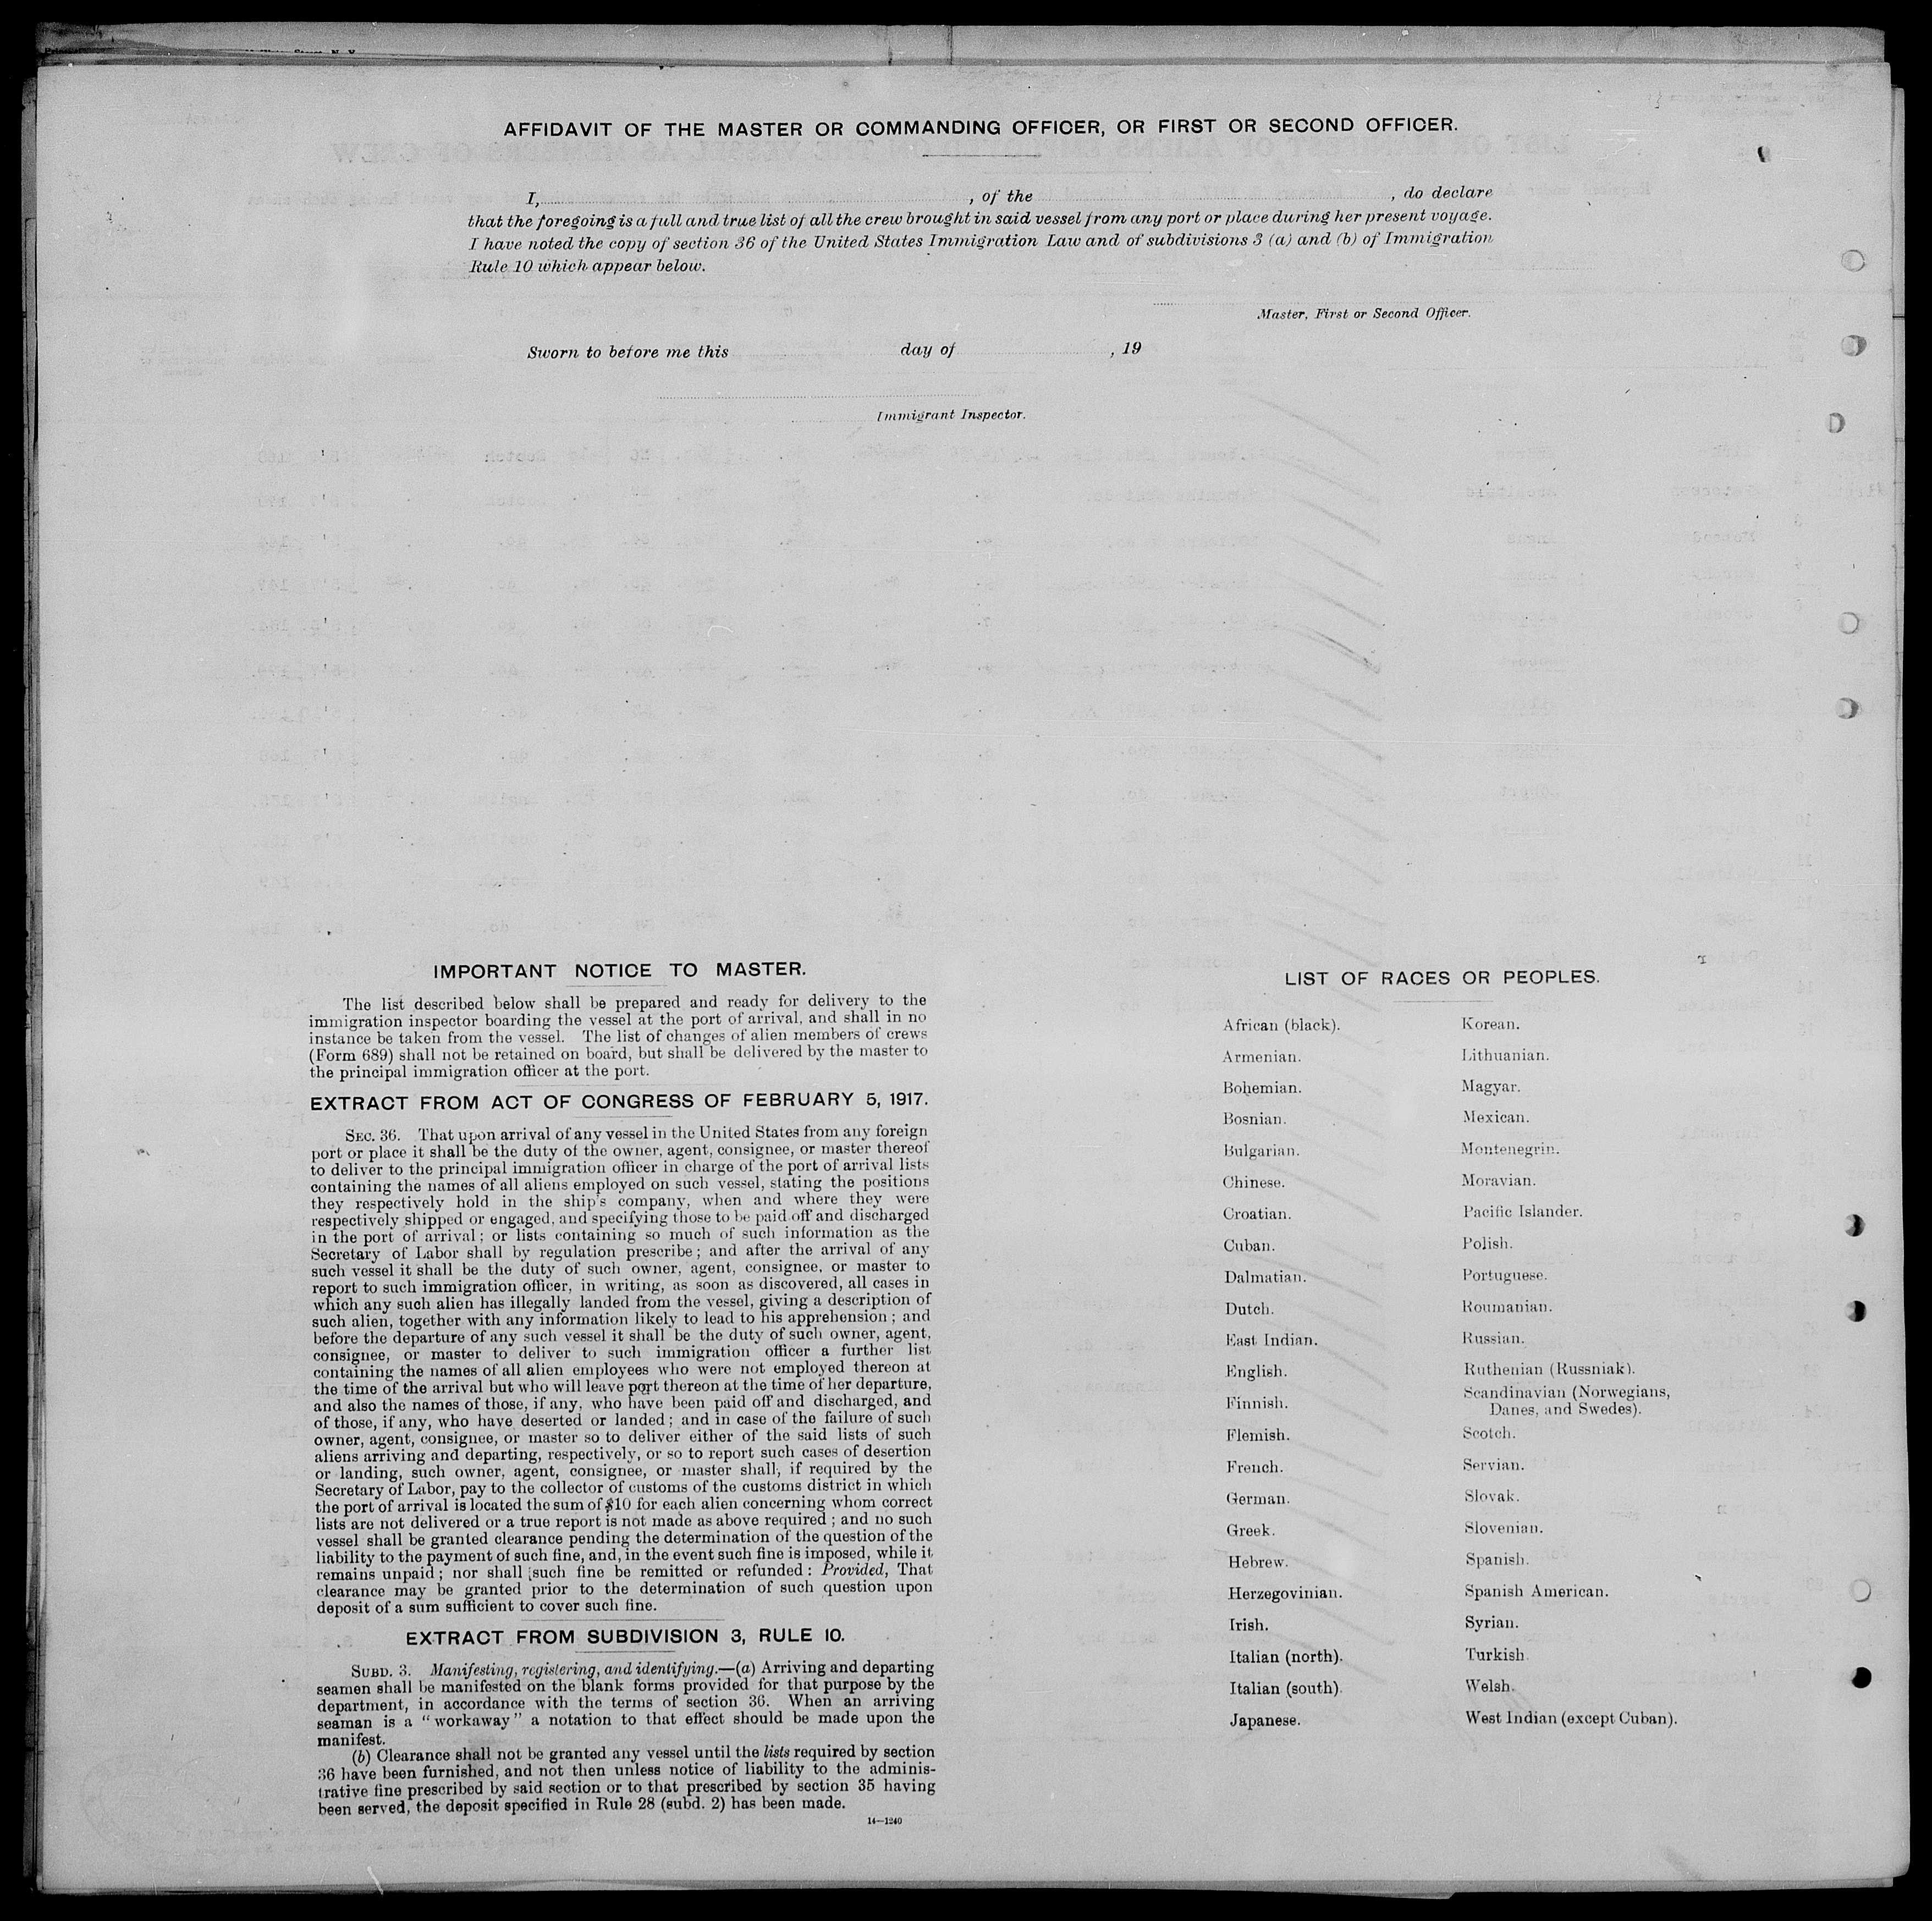 AFFIDAVIT OF THE MASTER OR COMMANDING OFFICER, OR FIRST OR SECOND OFFICER.
I, , of the , do declare
that the foregoing is a full and true list of all the crew brought in said vessel from any port or place during her present voyage.
I have noted the copy of section 36 of the United States Immigration Law and of subdivisions 3 (a) and (b) of Immigration
Rule 10 which appear below.
Master, First or Second Officer.
Sworn to before me this day of , 19
Immigrant Inspector.
IMPORTANT NOTICE TO MASTER.
The list described below shall be prepared and ready for delivery to the
immigration inspector boarding the vessel at the port of arrival, and shall in no
instance be taken from the vessel. The list of changes of alien members of crews
(Form 689) shall not be retained on board, but shall be delivered by the master to
the principal immigration officer at the port.
EXTRACT FROM ACT OF CONGRESS OF FEBRUARY 5, 1917.
SEC. 36. That upon arrival of any vessel in the United States from any foreign
port or place it shall be the duty of the owner, agent, consignee, or master thereof
to deliver to the principal immigration officer in charge of the port of arrival lists
containing the names of all aliens employed on such vessel, stating the positions
they respectively hold in the ship's company, when and where they were
respectively shipped or engaged, and specifying those to be paid off and discharged
in the port of arrival; or lists containing so much of such information as the
Secretary of Labor shall by regulation prescribe; and after the arrival of any
such vessel it shall be the duty of such owner, agent, consignee, or master to
report to such immigration officer, in writing, as soon as discovered, all cases in
which any such alien has illegally landed from the vessel, giving a description of
such alien, together with any information likely to lead to his apprehension; and
before the departure of any such vessel it shall be the duty of such owner, agent,
consignee, or master to deliver to such immigration officer a further list
containing the names of all alien employees who were not employed thereon at
the time of the arrival but who will leave port thereon at the time of her departure,
and also the names of those, if any, who have been paid off and discharged, and
of those, if any, who have deserted or landed; and in case of the failure of such
owner, agent, consignee, or master so to deliver either of the said lists of such
aliens arriving and departing, respectively, or so to report such cases of desertion
or landing, such owner, agent, consignee, or master shall, if required by the
Secretary of Labor, pay to the collector of customs of the customs district in which
the port of arrival is located the sum of $10 for each alien concerning whom correct
lists are not delivered or a true report is not made as above required; and no such
vessel shall be granted clearance pending the determination of the question of the
liability to the payment of such fine, and, in the event such fine is imposed, while it
remains unpaid; nor shall such fine be remitted or refunded: Provided, That
clearance may be granted prior to the determination of such question upon
deposit of a sum sufficient to cover such fine.
EXTRACT FROM SUBDIVISION 3, RULE 10.
SUBD. 3. Manifesting, registering, and identifying.—(a) Arriving and departing
seamen shall be manifested on the blank forms provided for that purpose by the
department, in accordance with the terms of section 36. When an arriving
seaman is a "workaway" a notation to that effect should be made upon the
manifest.
(b) Clearance shall not be granted any vessel until the lists required by section
36 have been furnished, and not then unless notice of liability to the adminis-
trative fine prescribed by said section or to that prescribed by section 35 having
been served, the deposit specified in Rule 28 (subd. 2) has been made.
14—1240
LIST OF RACES OR PEOPLES.
African (black).
Armenian.
Bohemian.
Bosnian.
Bulgarian.
Chinese.
Croatian.
Cuban.
Dalmatian.
Dutch.
East Indian.
English.
Finnish.
Flemish.
French.
German.
Greek.
Hebrew.
Herzegovinian.
Irish.
Italian (north).
Italian (south).
Japanese.
Korean.
Lithuanian.
Magyar.
Mexican.
Montenegrin.
Moravian.
Pacific Islander.
Polish.
Portuguese.
Roumanian.
Russian.
Ruthenian (Russniak).
Scandinavian (Norwegians,
Danes, and Swedes).
Scotch.
Servian.
Slovak.
Slovenian.
Spanish.
Spanish American.
Syrian.
Turkish.
Welsh.
West Indian (except Cuban).